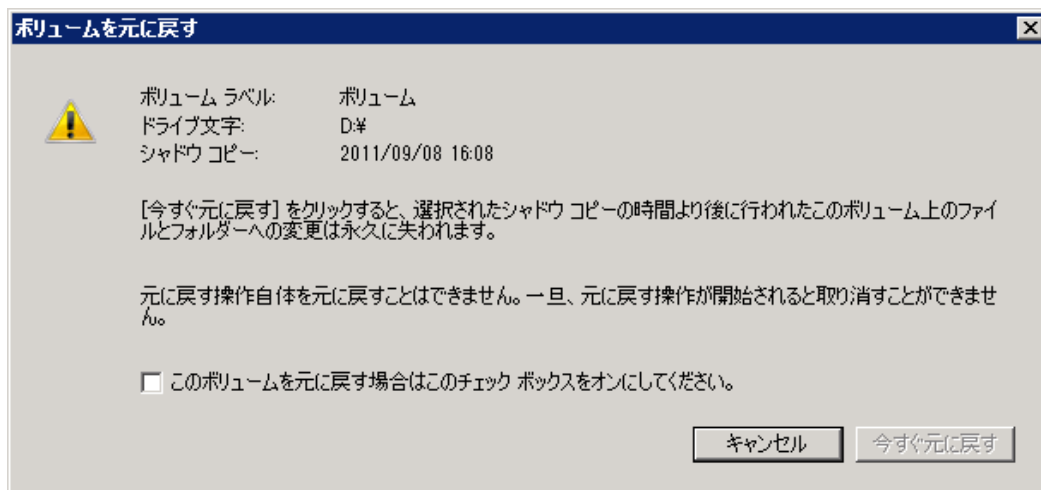 ボリュームを元に戻す
ボリューム ラベル: ボリューム
ドライブ文字: D:¥
シャドウ コピー: 2011/09/08 16:08
[今すぐ元に戻す] をクリックすると、選択されたシャドウ コピーの時間より後に行われたこのボリューム上のファイ
ルとフォルダーへの変更は永久に失われます。
元に戻す操作自体を元に戻すことはできません。一旦、元に戻す操作が開始されると取り消すことができませ
ん。
このボリュームを元に戻す場合はこのチェック ボックスをオンにしてください。
キャンセル 今すぐ元に戻す